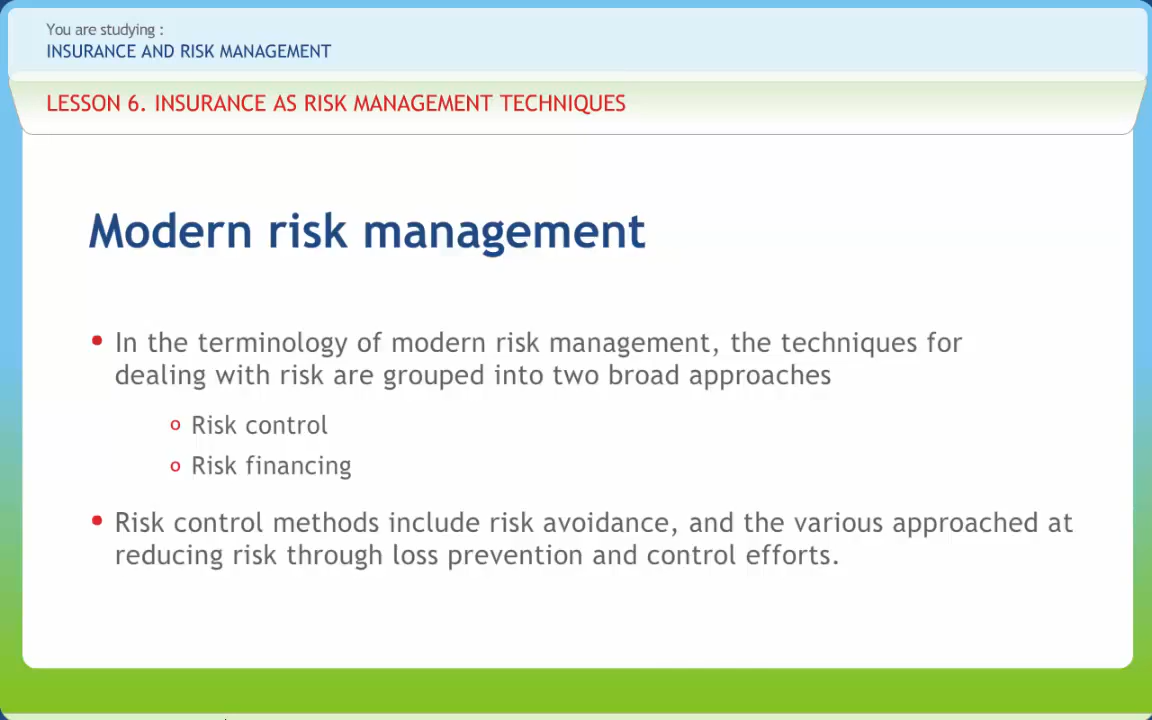 You are studying :
INSURANCE AND RISK MANAGEMENT
LESSON 6. INSURANCE AS RISK MANAGEMENT TECHNIQUES
Modern risk management
• In the terminology of modern risk management, the techniques for
dealing with risk are grouped into two broad approaches
o Risk control
o Risk financing
• Risk control methods include risk avoidance, and the various approached at
reducing risk through loss prevention and control efforts.